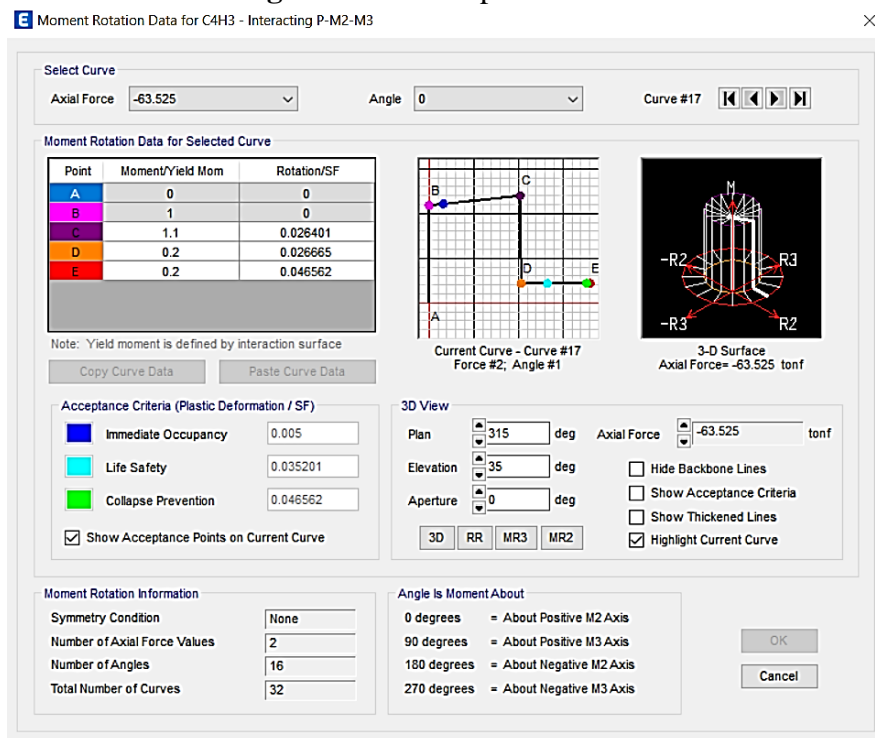 E Moment Rotation Data for C4H3 - Interacting P-M2-M3
Select Curve
Axial Force -63.525 Angle 0 Curve #17
Moment Rotation Data for Selected Curve
Point Moment/Yield Mom Rotation/SF
A 0 0
B 1 0
C 1.1 0.026401
D 0.2 0.026665
E 0.2 0.046562
Note: Yield moment is defined by interaction surface
Copy Curve Data Paste Curve Data
B C
D E
A
Current Curve - Curve #17
Force #2; Angle #1
M
-R2 R3
-R3 R2
3-D Surface
Axial Force= -63.525 tonf
Acceptance Criteria (Plastic Deformation / SF)
Immediate Occupancy 0.005
Life Safety 0.035201
Collapse Prevention 0.046562
Show Acceptance Points on Current Curve
3D View
Plan 315 deg Axial Force -63.525 tonf
Elevation 35 deg Hide Backbone Lines
Aperture 0 deg Show Acceptance Criteria
Show Thickened Lines
3D RR MR3 MR2 Highlight Current Curve
Moment Rotation Information
Symmetry Condition None
Number of Axial Force Values 2
Number of Angles 16
Total Number of Curves 32
Angle Is Moment About
0 degrees = About Positive M2 Axis
90 degrees = About Positive M3 Axis
180 degrees = About Negative M2 Axis
270 degrees = About Negative M3 Axis
OK
Cancel